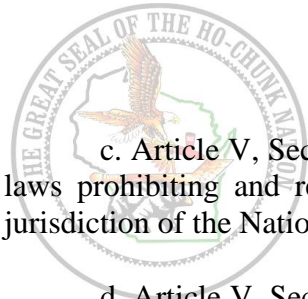 THE GREAT SEAL OF THE HO-CHUNK NATION
c. Article V, Sec
laws prohibiting and re
jurisdiction of the Natio
d. Article V, Sec